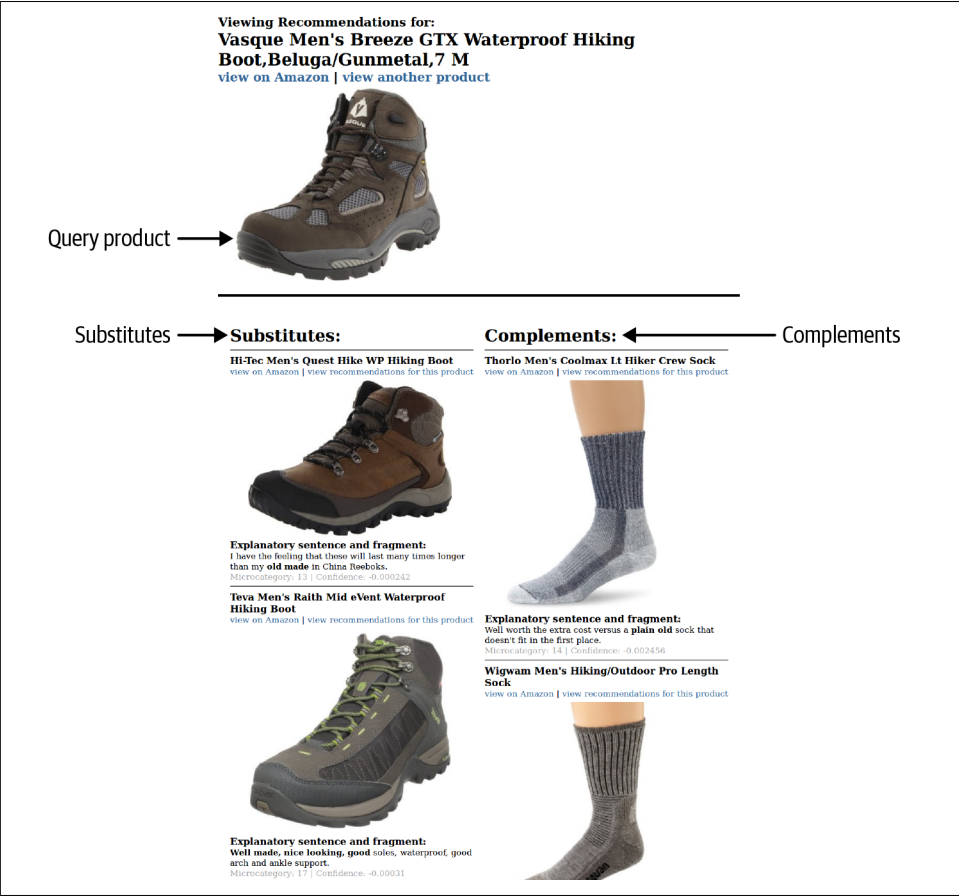 Viewing Recommendations for:
Vasque Men's Breeze GTX Waterproof Hiking
Boot,Beluga/Gunmetal,7 M
view on Amazon | view another product
Query product
Substitutes
Substitutes:
Hi-Tec Men's Quest Hike WP Hiking Boot
view on Amazon | view recommendations for this product
Explanatory sentence and fragment:
I have the feeling that these will last many times longer
than my old made in China Reeboks.
Microcategory: 13 | Confidence: -0.000242
Teva Men's Raith Mid eVent Waterproof
Hiking Boot
view on Amazon | view recommendations for this product
Explanatory sentence and fragment:
Well made, nice looking, good soles, waterproof, good
arch and ankle support.
Microcategory: 17 | Confidence: -0.00031
Complements:
Complements
Thorlo Men's Coolmax Lt Hiker Crew Sock
view on Amazon | view recommendations for this product
Explanatory sentence and fragment:
Well worth the extra cost versus a plain old sock that
doesn't fit in the first place.
Microcategory: 14 | Confidence: -0.002456
Wigwam Men's Hiking/Outdoor Pro Length
Sock
view on Amazon | view recommendations for this product